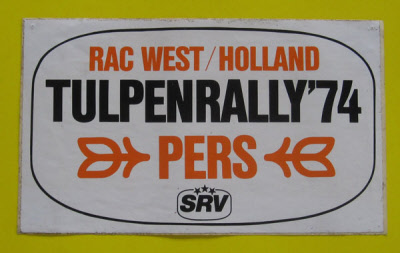 RAC WEST/HOLLAND
TULPENRALLY'74
PERS
SRV